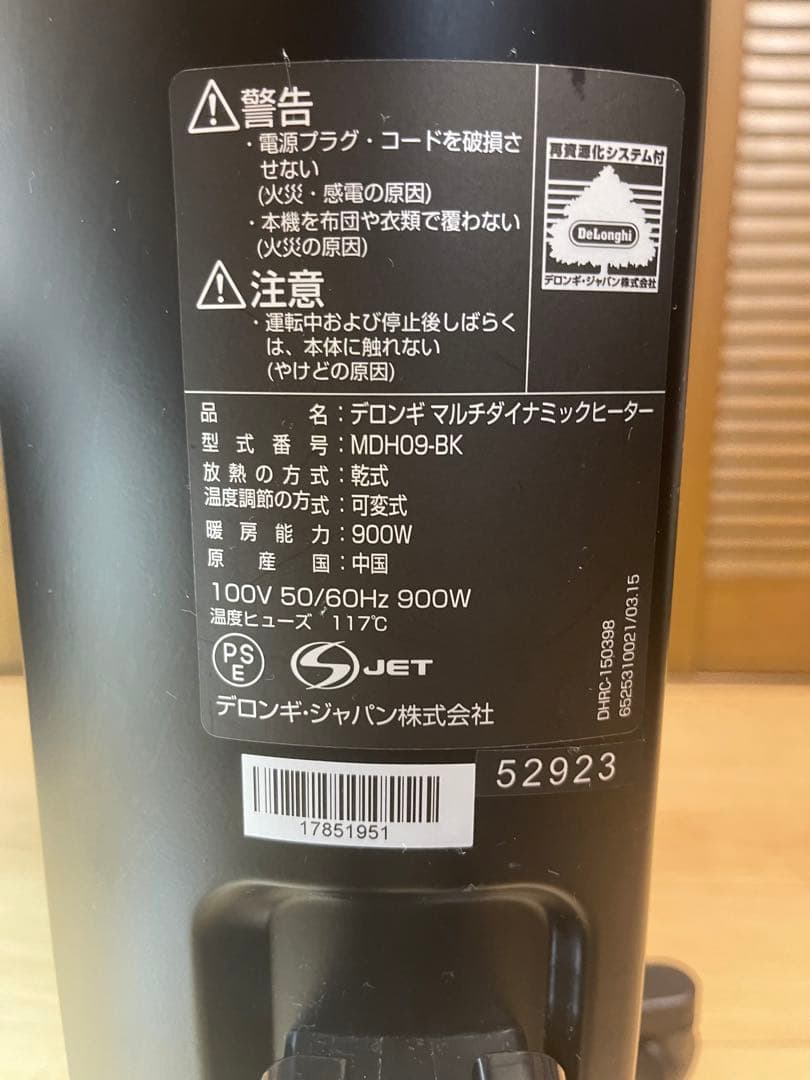 警告
・電源プラグ・コードを破損さ
せない
(火災・感電の原因)
・本機を布団や衣類で覆わない
(火災の原因)
注意
・運転中および停止後しばらく
は、本体に触れない
(やけどの原因)
再資源化システム付
DeLonghi
デロンギ・ジャパン株式会社
品名：デロンギ マルチダイナミックヒーター
型式番号：MDH09-BK
放熱の方式：乾式
温度調節の方式：可変式
暖房能力：900W
原産国：中国
100V 50/60Hz 900W
温度ヒューズ 117℃
PS
E
S JET
デロンギ・ジャパン株式会社
DHRC-150398
6525310021/03.15
52923
17851951